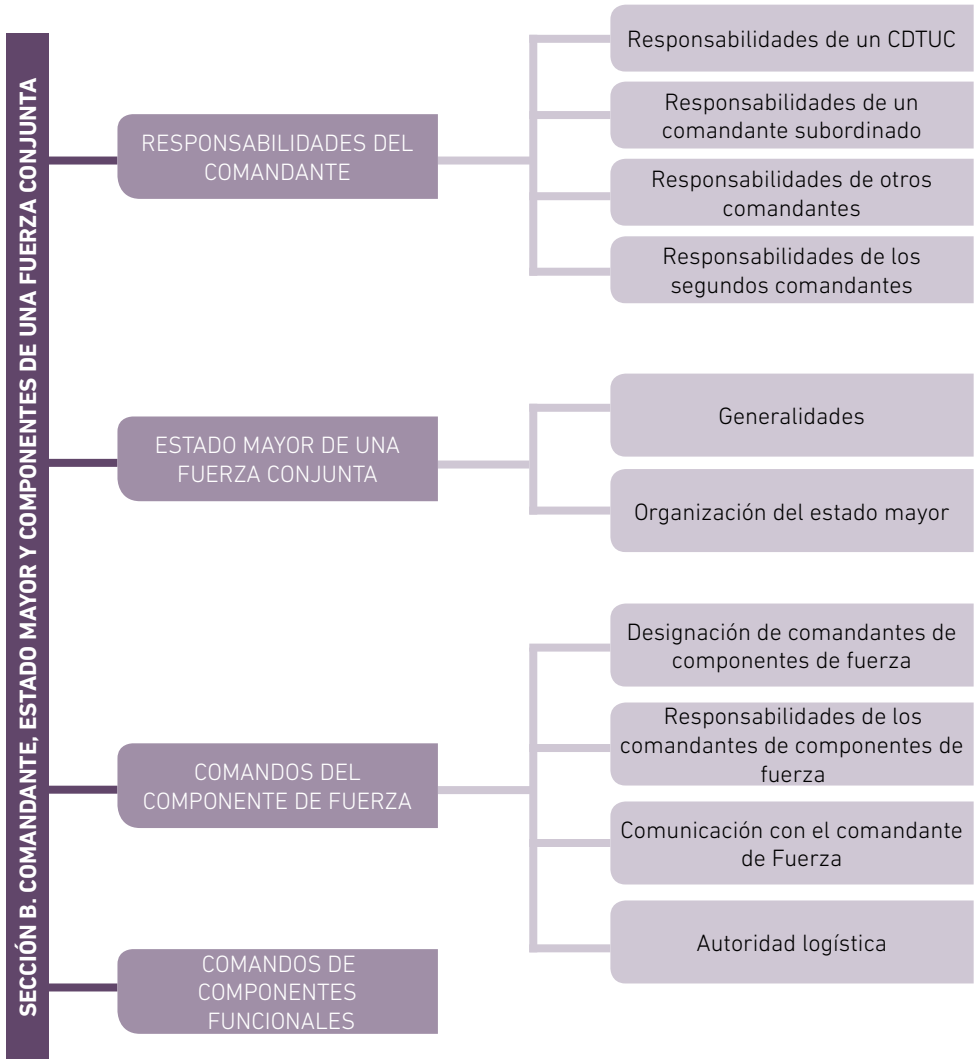 SECCIÓN B. COMANDANTE, ESTADO MAYOR Y COMPONENTES DE UNA FUERZA CONJUNTA
RESPONSABILIDADES DEL
COMANDANTE
Responsabilidades de un CDTUC
Responsabilidades de un
comandante subordinado
Responsabilidades de otros
comandantes
Responsabilidades de los
segundos comandantes
ESTADO MAYOR DE UNA
FUERZA CONJUNTA
Generalidades
Organización del estado mayor
COMANDOS DEL
COMPONENTE DE FUERZA
Designación de comandantes de
componentes de fuerza
Responsabilidades de los
comandantes de componentes de
fuerza
Comunicación con el comandante
de Fuerza
Autoridad logística
COMANDOS DE
COMPONENTES
FUNCIONALES